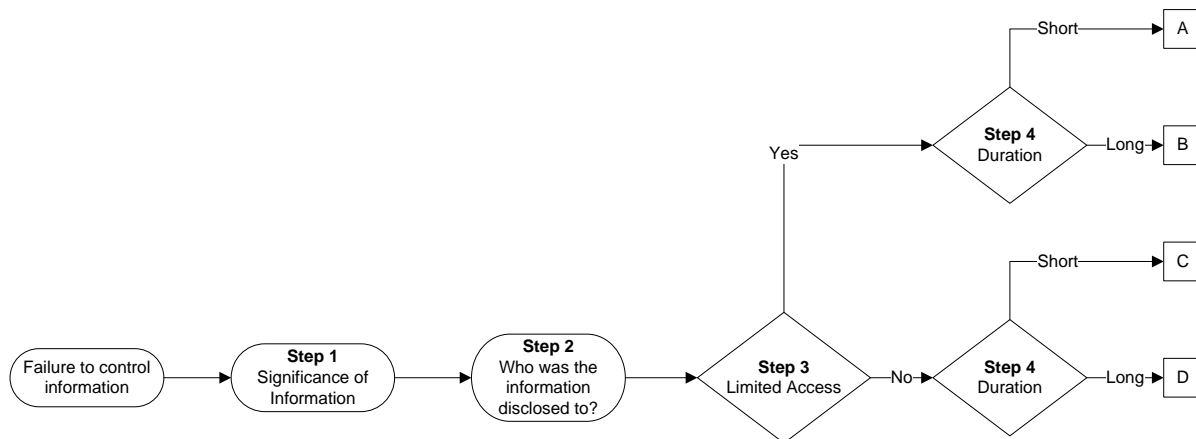 Short
A
Step 4
Duration
Yes
Long
B
Short
C
Failure to control
information
Step 1
Significance of
Information
Step 2
Who was the
information
disclosed to?
Step 3
Limited Access
No
Step 4
Duration
Long
D